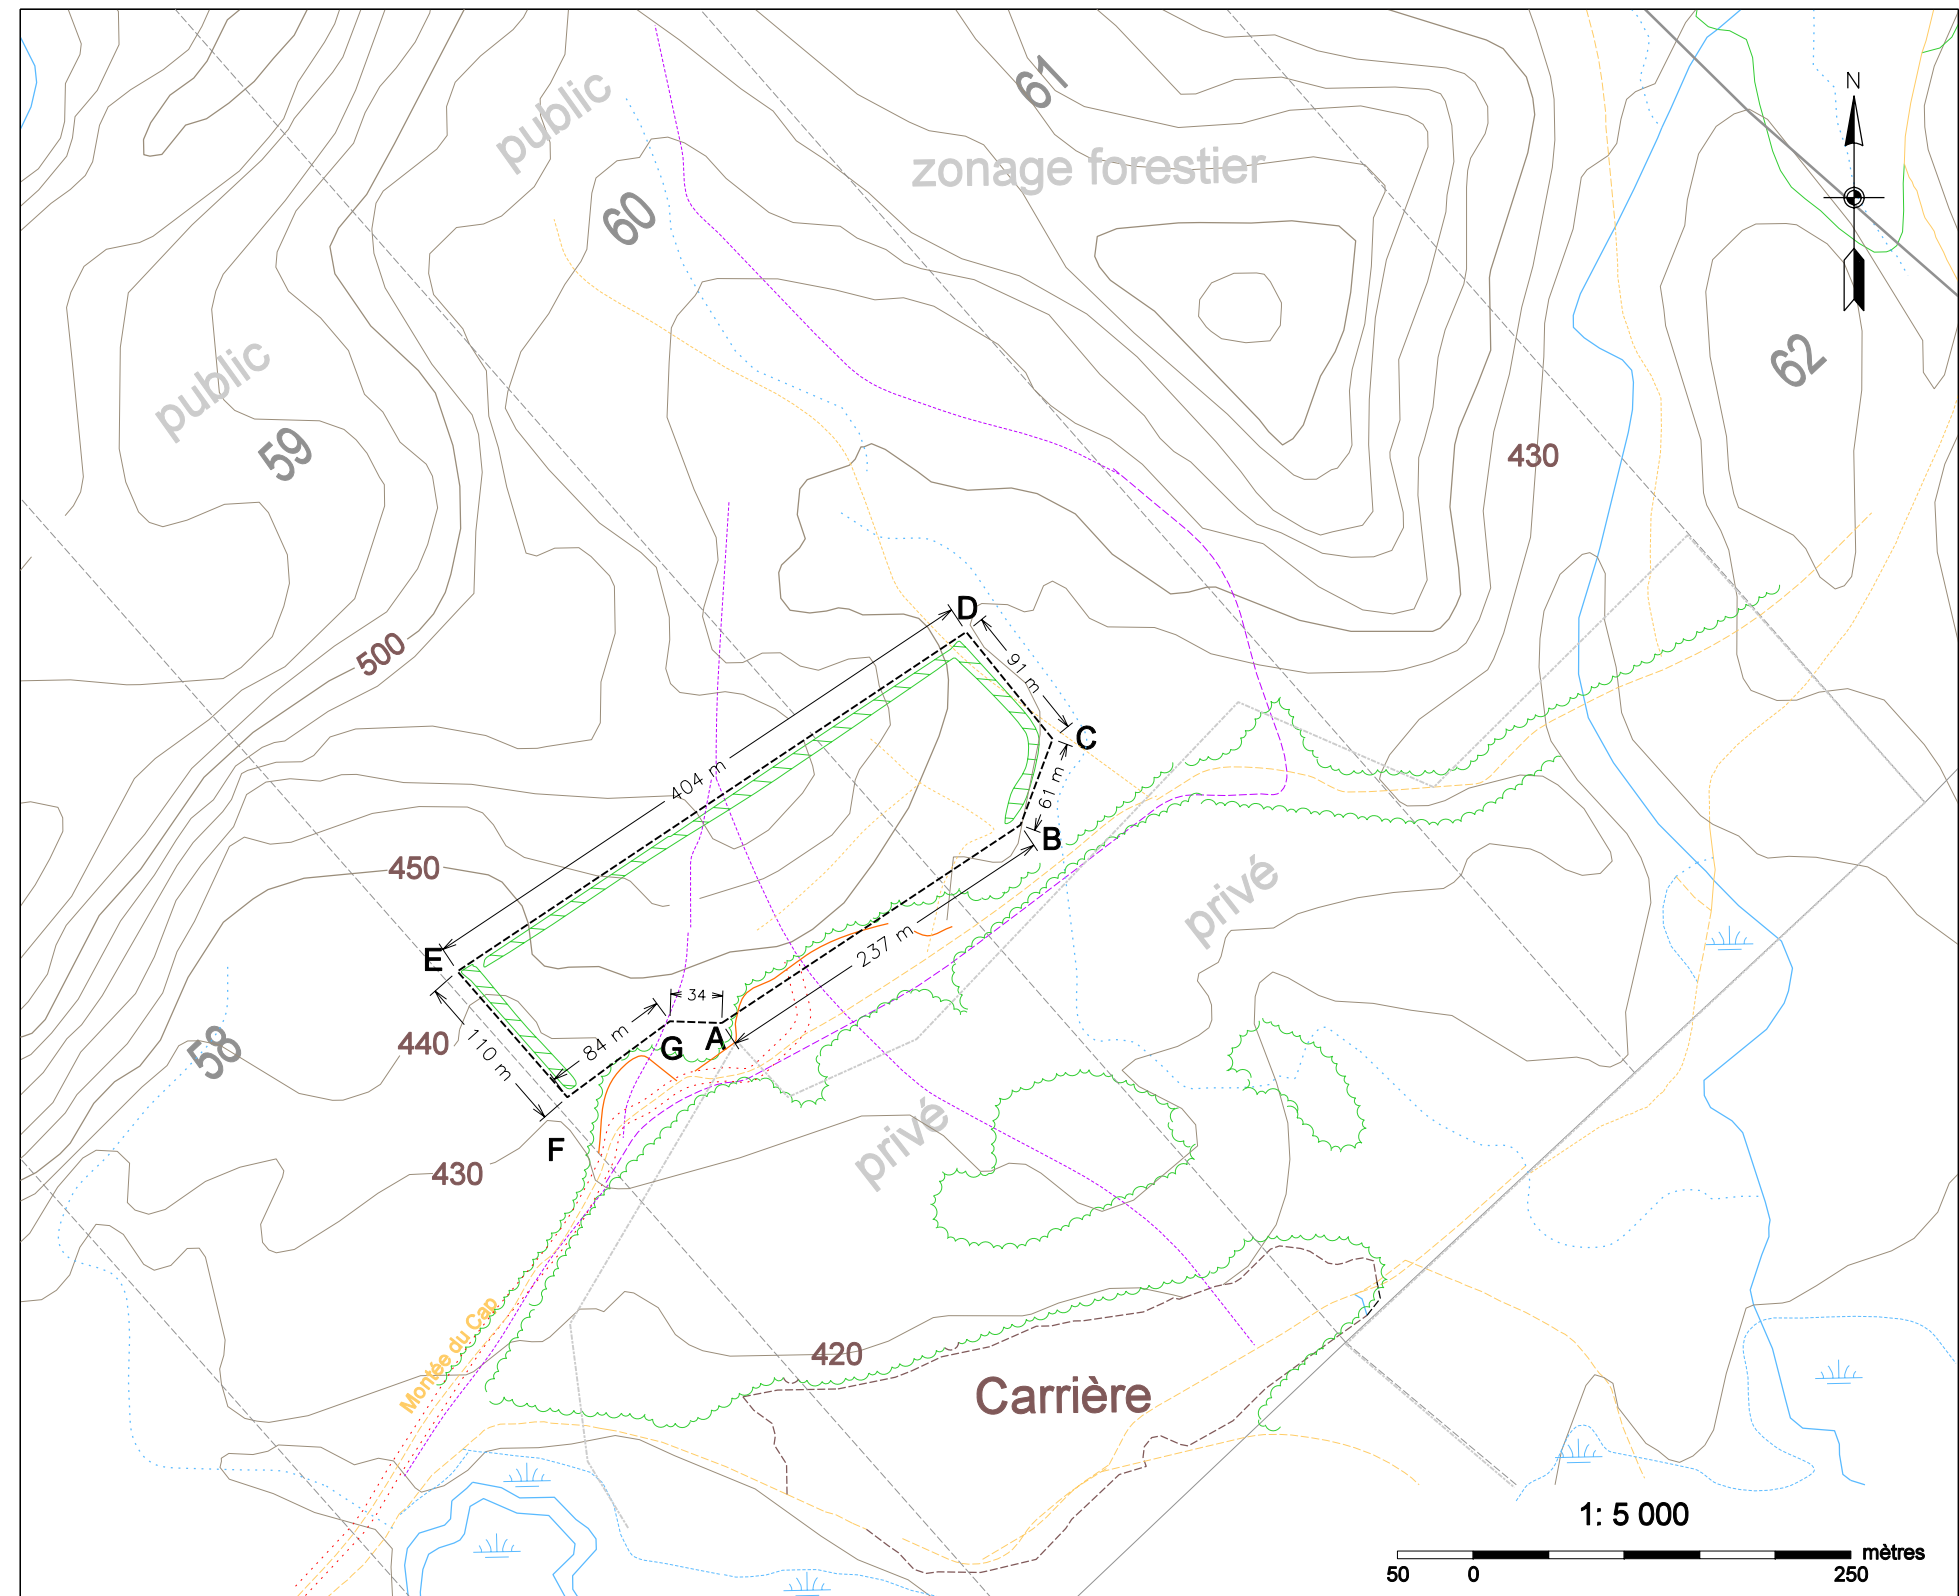 61
N
public
zonage forestier
60
62
public
59
430
D
500
91 m
C
404 m
61 m
B
450
privé
237 m
E
34
84 m
A
G
440
58
110 m
privé
F
430
420
Montée du Cap
Carrière
1: 5 000
mètres
50 0 250